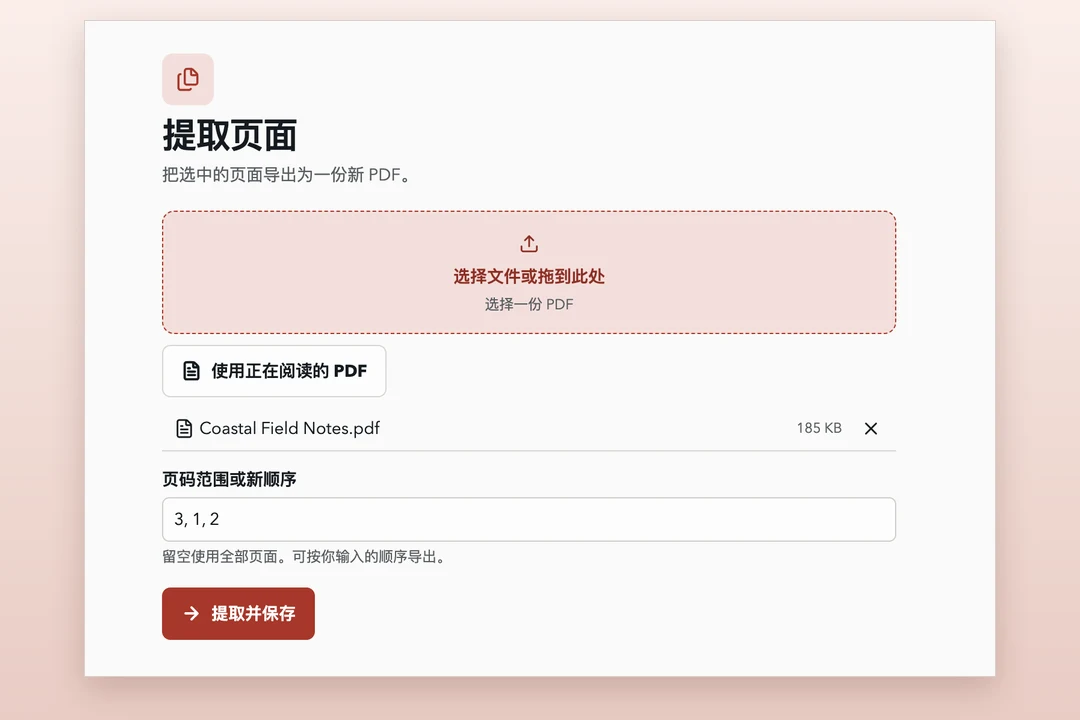 提取页面
把选中的页面导出为一份新 PDF。
选择文件或拖到此处
选择一份 PDF
使用正在阅读的 PDF
Coastal Field Notes.pdf 185 KB
页码范围或新顺序
3, 1, 2
留空使用全部页面。可按你输入的顺序导出。
提取并保存